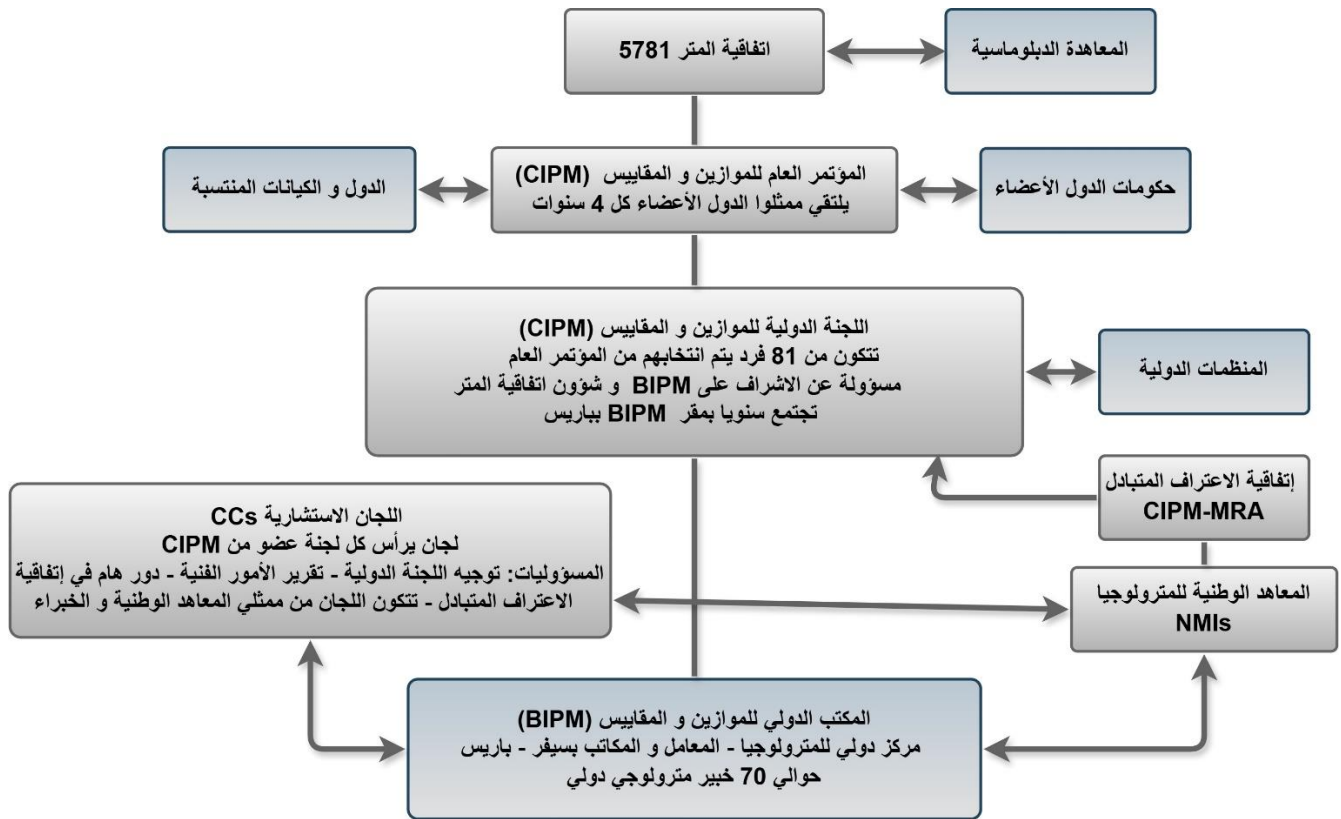 اتفاقية المتر 5781
المعاهدة الدبلوماسية
المؤتمر العام للموازين و المقاييس (CIPM)
يلتقي ممثلوا الدول الأعضاء كل 4 سنوات
حكومات الدول الأعضاء
الدول و الكيانات المنتسبة
اللجنة الدولية للموازين و المقاييس (CIPM)
تتكون من 81 فرد يتم انتخابهم من المؤتمر العام
مسؤولة عن الاشراف على BIPM و شؤون اتفاقية المتر
تجتمع سنويا بمقر BIPM بباريس
المنظمات الدولية
إتفاقية الاعتراف المتبادل
CIPM-MRA
اللجان الاستشارية CCs
لجان يرأس كل لجنة عضو من CIPM
المسؤوليات: توجيه اللجنة الدولية - تقرير الأمور الفنية - دور هام في إتفاقية
الاعتراف المتبادل - تتكون اللجان من ممثلي المعاهد الوطنية و الخبراء
المعاهد الوطنية للمترولوجيا
NMIs
المكتب الدولي للموازين و المقاييس (BIPM)
مركز دولي للمترولوجيا - المعامل و المكاتب بسيفر - باريس
حوالي 70 خبير مترولوجي دولي